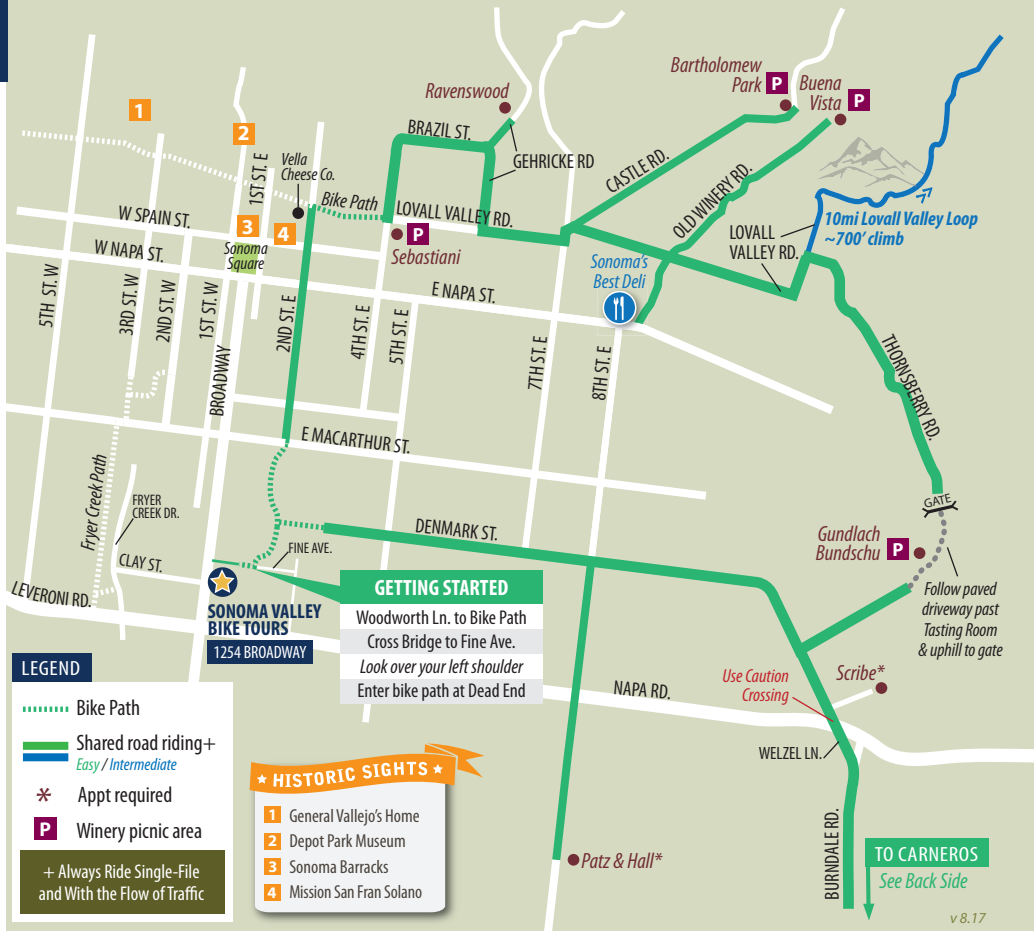 1
2
1ST ST. E
Vella
Cheese Co.
Bike Path
Ravenswood
BRAZIL ST.
GEHRICKE RD
Bartholomew
Park P
Buena
Vista P
CASTLE RD.
OLD WINERY RD.
LOVALL VALLEY RD.
P
Sebastiani
W SPAIN ST.
3
4
Sonoma
Square
W NAPA ST.
E NAPA ST.
LOVALL
VALLEY RD.
10mi Lovall Valley Loop
~700' climb
Sonoma's
Best Deli
5TH ST. W
3RD ST. W
2ND ST. W
1ST ST. W
BROADWAY
2ND ST. E
4TH ST. E
5TH ST. E
7TH ST. E
8TH ST. E
THORNSBERRY RD.
E MACARTHUR ST.
Fryer Creek Path
FRYER
CREEK DR.
CLAY ST.
LEVERONI RD.
DENMARK ST.
FINE AVE.
GATE
Gundlach
Bundschu P
Follow paved
driveway past
Tasting Room
& uphill to gate
SONOMA VALLEY
BIKE TOURS
1254 BROADWAY
GETTING STARTED
Woodworth Ln. to Bike Path
Cross Bridge to Fine Ave.
Look over your left shoulder
Enter bike path at Dead End
Use Caution
Crossing
Scribe*
NAPA RD.
WELZEL LN.
BURNDALE RD.
Patz & Hall*
TO CARNEROS
See Back Side
LEGEND
Bike Path
Shared road riding+
Easy / Intermediate
* Appt required
P Winery picnic area
+ Always Ride Single-File
and With the Flow of Traffic
HISTORIC SIGHTS
1 General Vallejo's Home
2 Depot Park Museum
3 Sonoma Barracks
4 Mission San Fran Solano
v 8.17